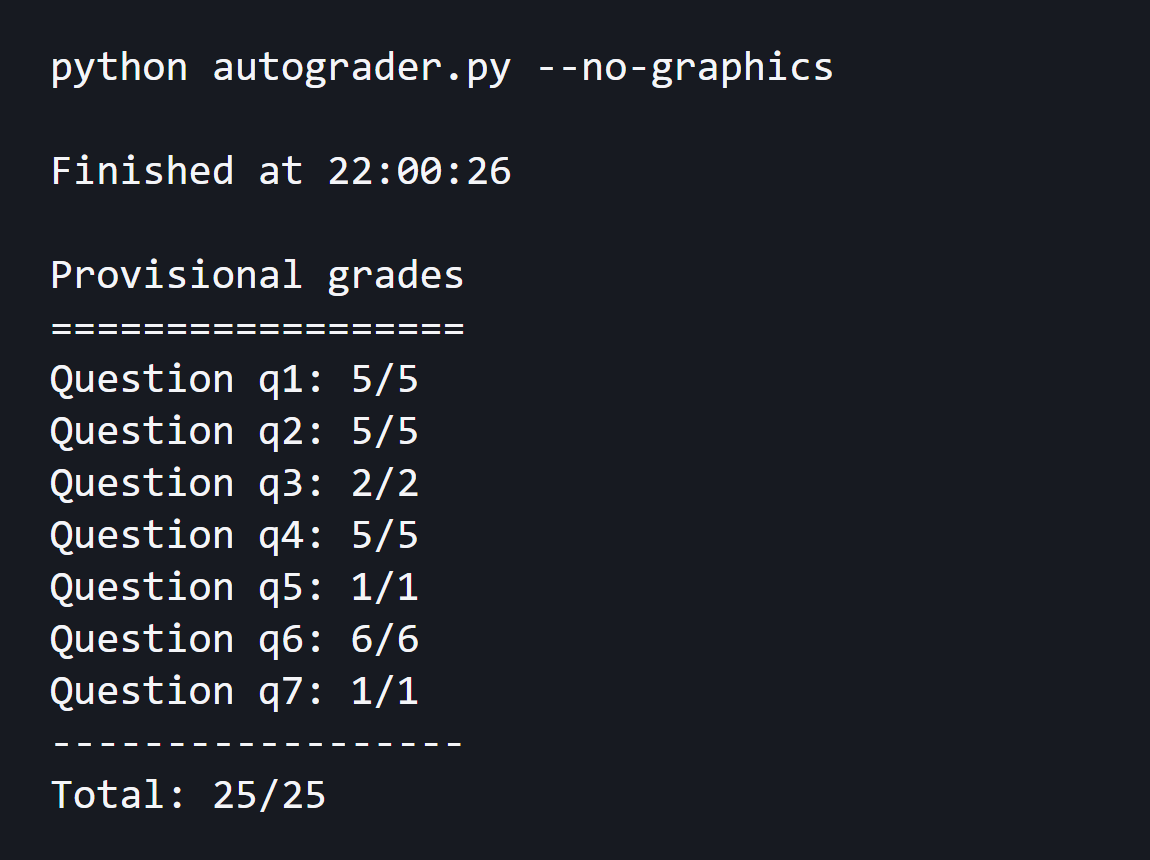 python autograder.py --no-graphics
Finished at 22:00:26
Provisional grades
==================
Question q1: 5/5
Question q2: 5/5
Question q3: 2/2
Question q4: 5/5
Question q5: 1/1
Question q6: 6/6
Question q7: 1/1
------------------
Total: 25/25